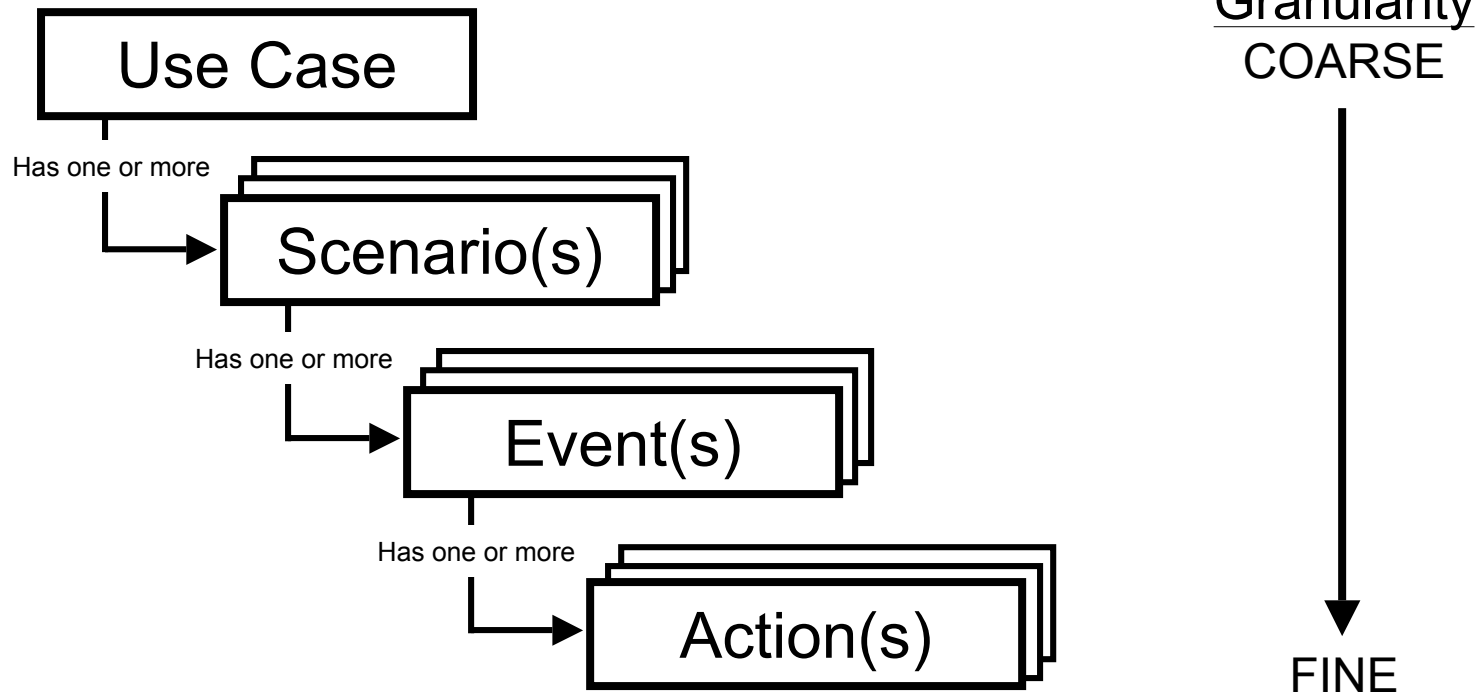 Granularity
COARSE
Use Case
Has one or more
Scenario(s)
Has one or more
Event(s)
Has one or more
Action(s)
FINE